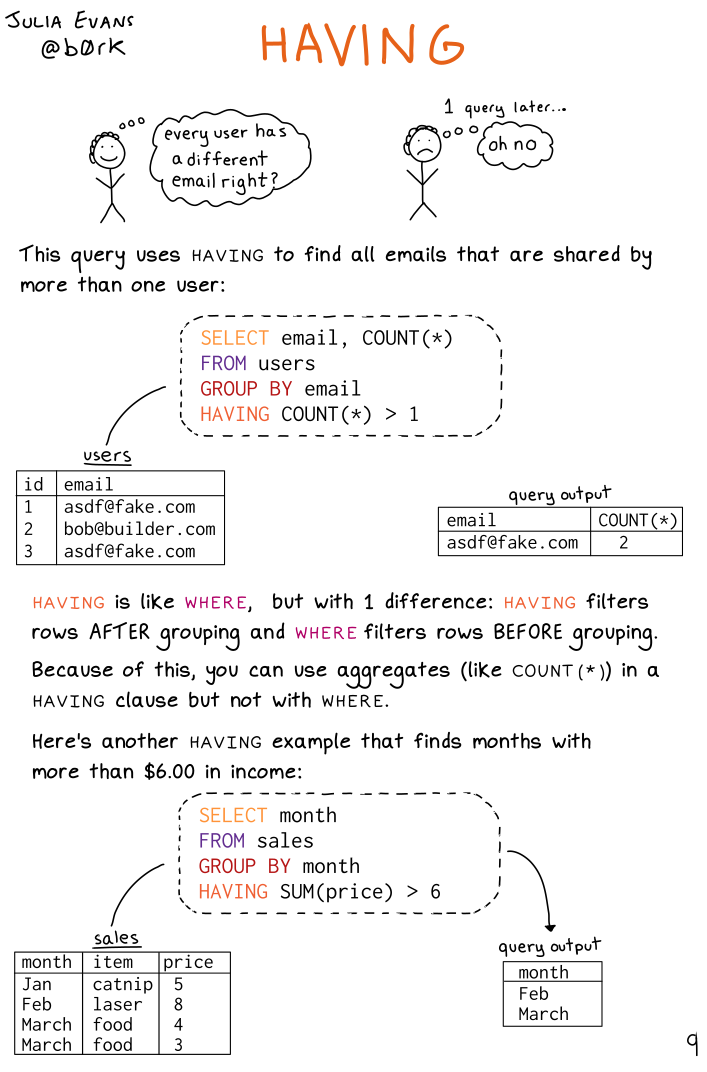 JULIA EVANS
@b0rk
HAVING
every user has
a different
email right?
1 query later...
oh no
This query uses HAVING to find all emails that are shared by
more than one user:
SELECT email, COUNT(*)
FROM users
GROUP BY email
HAVING COUNT(*) > 1
users
id email
1 asdf@fake.com
2 bob@builder.com
3 asdf@fake.com
query output
email COUNT(*)
asdf@fake.com 2
HAVING is like WHERE, but with 1 difference: HAVING filters
rows AFTER grouping and WHERE filters rows BEFORE grouping.
Because of this, you can use aggregates (like COUNT(*)) in a
HAVING clause but not with WHERE.
Here's another HAVING example that finds months with
more than $6.00 in income:
SELECT month
FROM sales
GROUP BY month
HAVING SUM(price) > 6
sales
month item price
Jan catnip 5
Feb laser 8
March food 4
March food 3
query output
month
Feb
March
9